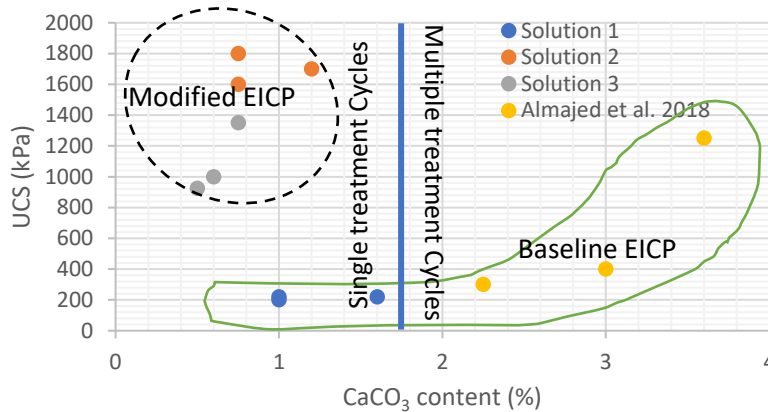 2000
1800
1600
1400
1200
1000
800
600
400
200
0
UCS (kPa)
0
1
2
3
4
CaCO₃ content (%)
Modified EICP
Single treatment Cycles
Multiple treatment Cycles
Solution 1
Solution 2
Solution 3
Almajed et al. 2018
Baseline EICP